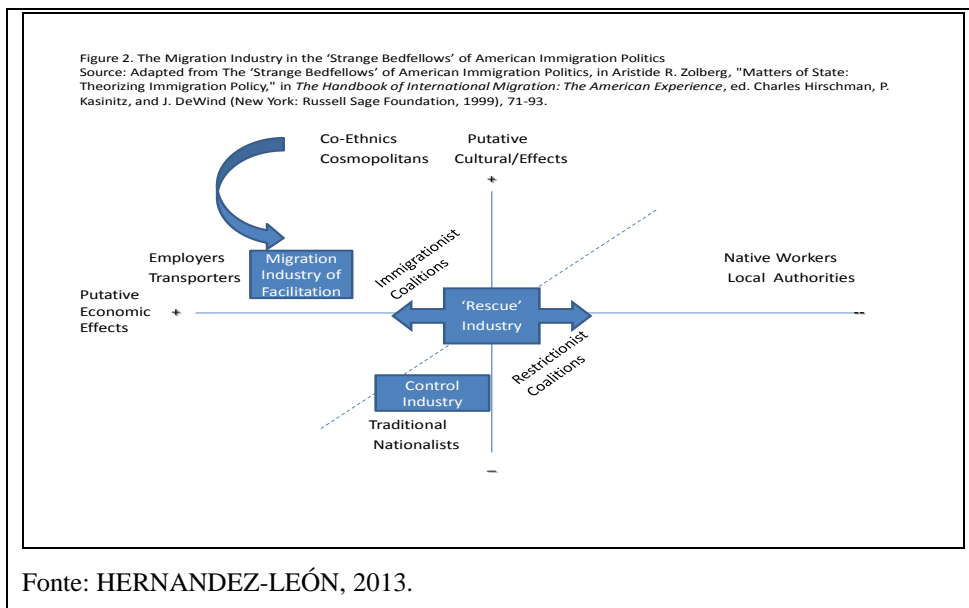 Figure 2. The Migration Industry in the 'Strange Bedfellows' of American Immigration Politics
Source: Adapted from The 'Strange Bedfellows' of American Immigration Politics, in Aristide R. Zolberg, "Matters of State:
Theorizing Immigration Policy," in The Handbook of International Migration: The American Experience, ed. Charles Hirschman, P.
Kasinitz, and J. DeWind (New York: Russell Sage Foundation, 1999), 71-93.
Co-Ethnics
Cosmopolitans
Putative
Cultural/Effects
+
Employers
Transporters
Migration
Industry of
Facilitation
Immigrationist
Coalitions
Native Workers
Local Authorities
Putative
Economic
Effects
+
'Rescue'
Industry
--
Restrictionist
Coalitions
Control
Industry
Traditional
Nationalists
–
Fonte: HERNANDEZ-LEÓN, 2013.